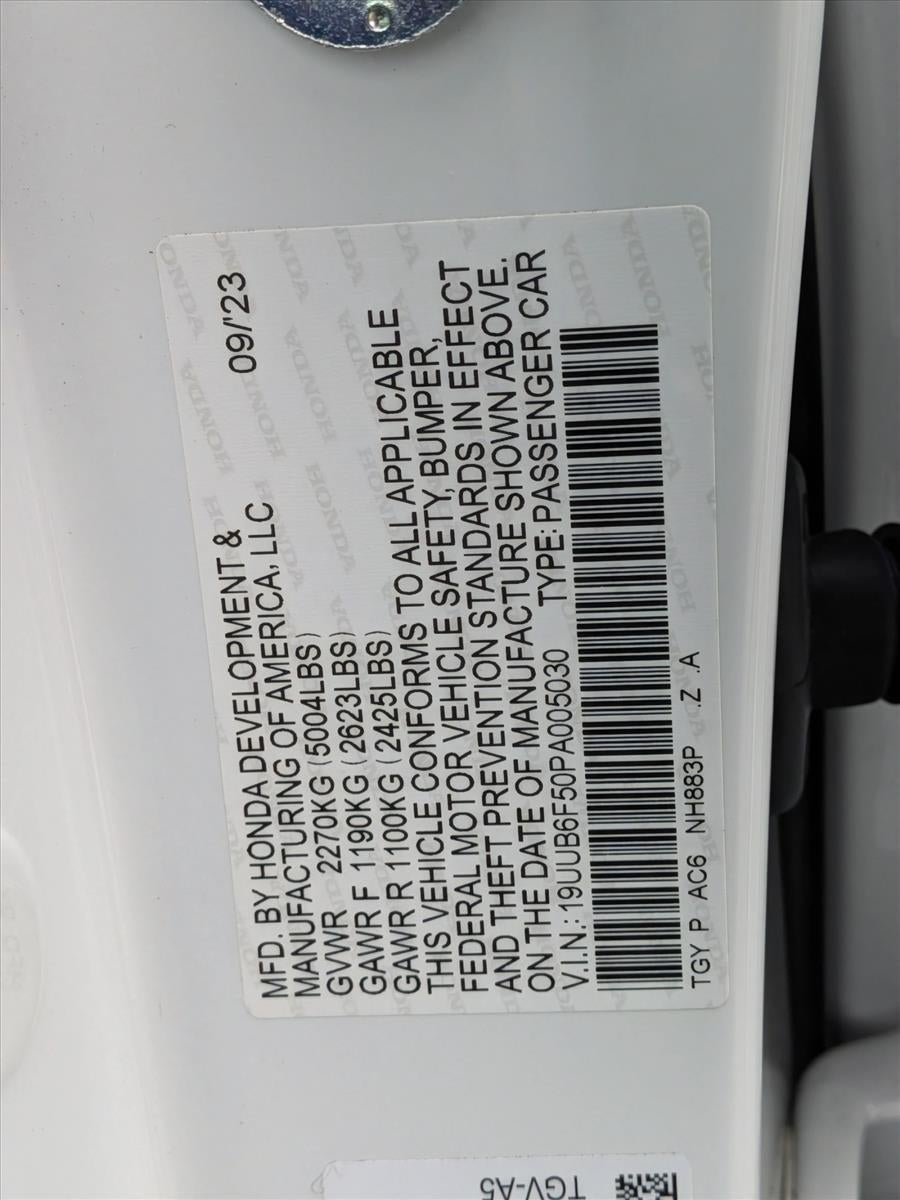 MFD. BY HONDA DEVELOPMENT & 09/'23
MANUFACTURING OF AMERICA, LLC
GVWR 2270KG (5004LBS)
GAWR F 1190KG (2623LBS)
GAWR R 1100KG (2425LBS)
THIS VEHICLE CONFORMS TO ALL APPLICABLE
FEDERAL MOTOR VEHICLE SAFETY, BUMPER,
AND THEFT PREVENTION STANDARDS IN EFFECT
ON THE DATE OF MANUFACTURE SHOWN ABOVE.
V.I.N.: 19UUB6F50PA005030 TYPE: PASSENGER CAR
TGY P AC6 NH883P .Z .A
TGV-A5